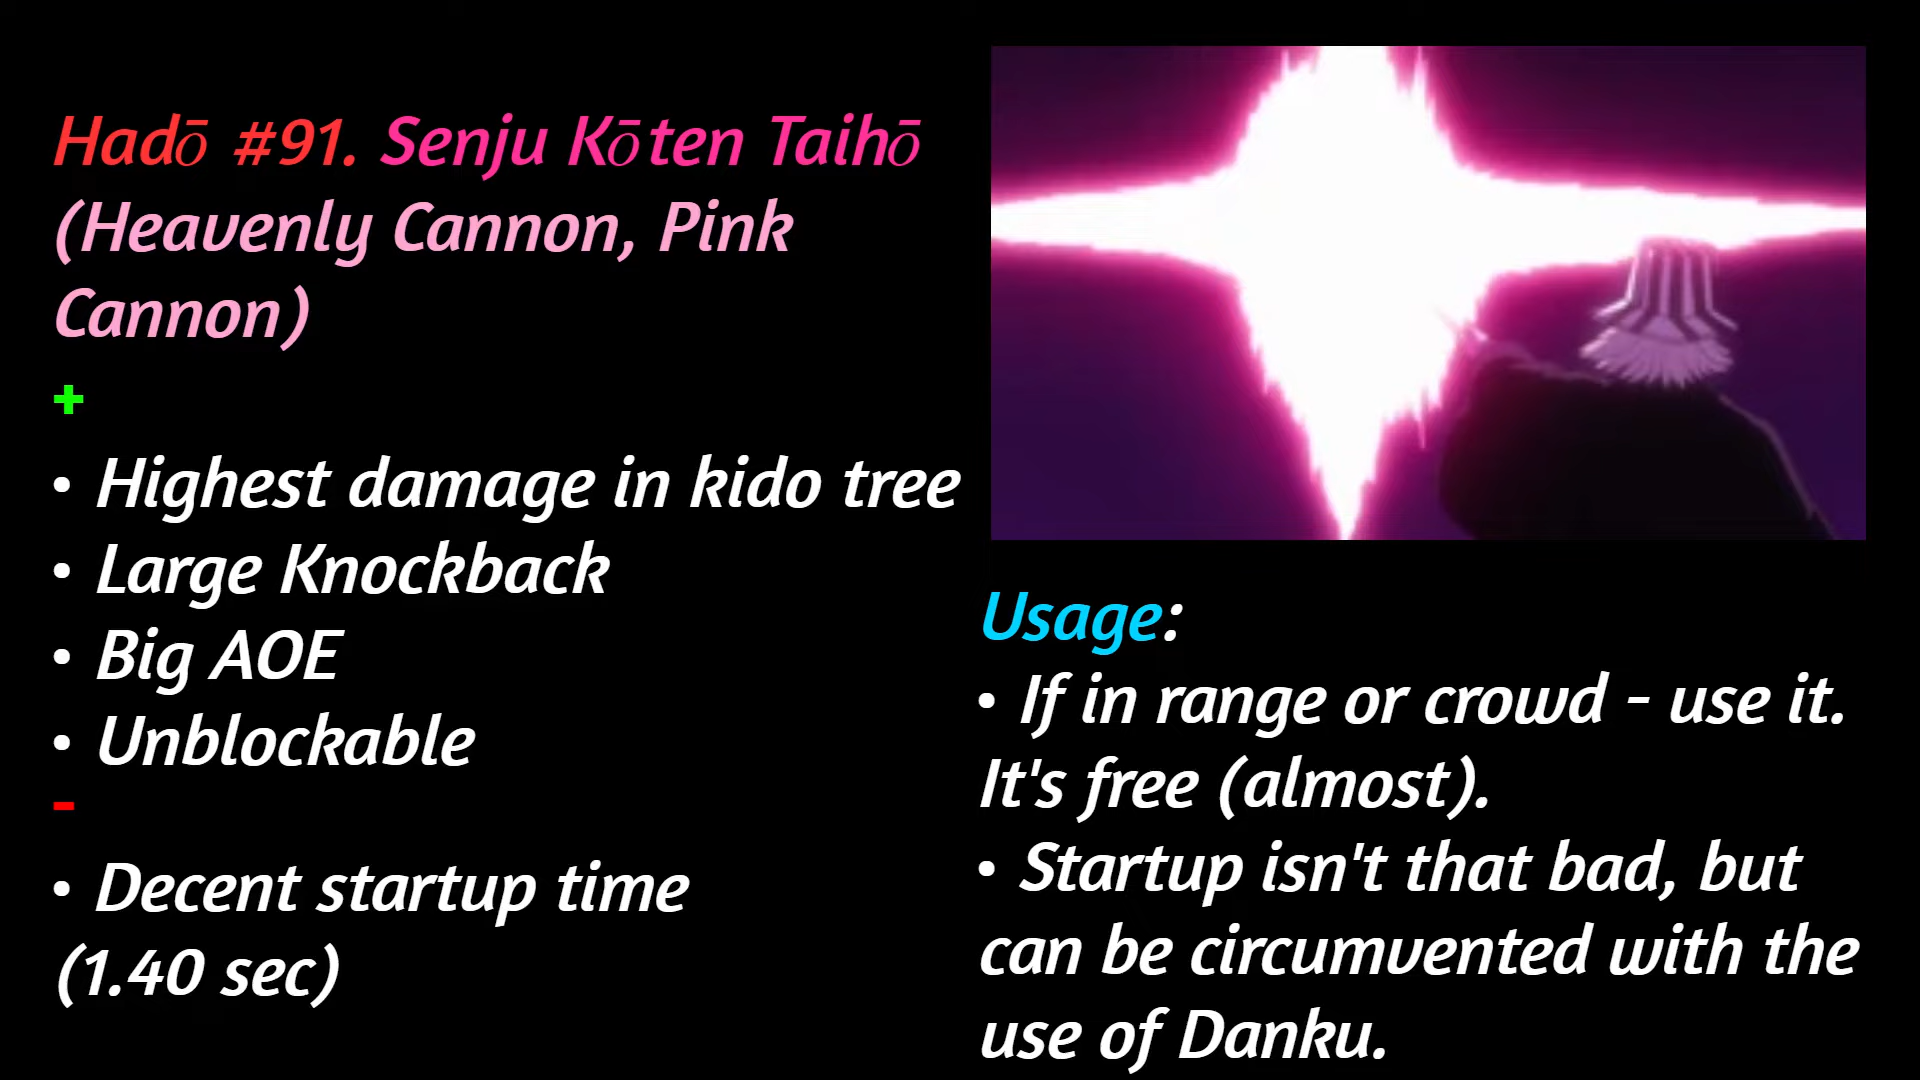 Hadō #91. Senju Kōten Taihō
(Heavenly Cannon, Pink
Cannon)
+
• Highest damage in kido tree
• Large Knockback
• Big AOE
• Unblockable
-
• Decent startup time
(1.40 sec)
Usage:
• If in range or crowd - use it.
It's free (almost).
• Startup isn't that bad, but
can be circumvented with the
use of Danku.